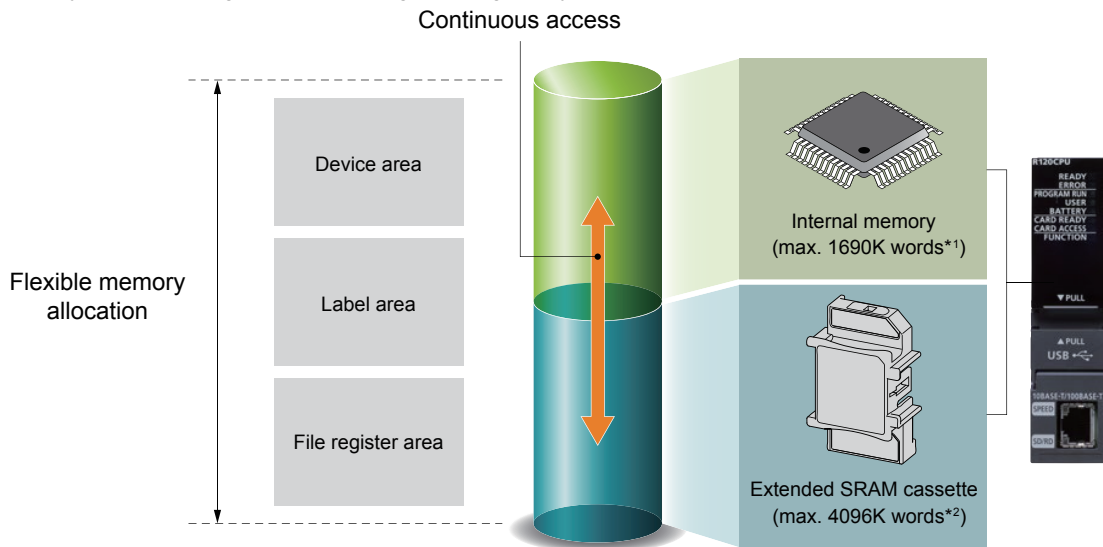 Continuous access
Device area
Label area
File register area
Flexible memory
allocation
Internal memory
(max. 1690K words*1)
Extended SRAM cassette
(max. 4096K words*2)
R120CPU
READY
ERROR
PROGRAM RUN
USER
BATTERY
CARD READY
CARD ACCESS
FUNCTION
▼PULL
▲PULL
USB
10BASE-T/100BASE-T
SPEED
SD/RD